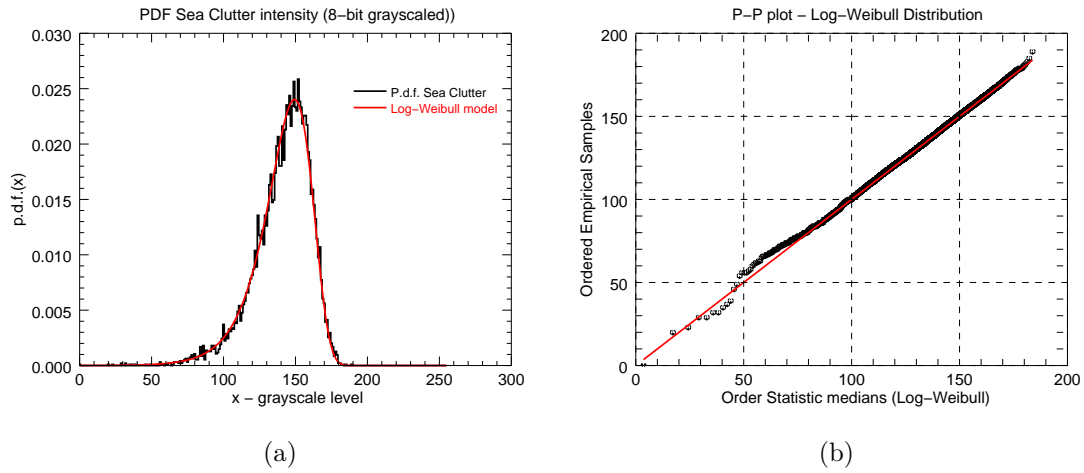 PDF Sea Clutter intensity (8−bit grayscaled))
0.030
0.025
0.020
0.015
0.010
0.005
0.000
p.d.f.(x)
P.d.f. Sea Clutter
Log−Weibull model
0 50 100 150 200 250 300
x − grayscale level
(a)
P−P plot − Log−Weibull Distribution
200
150
100
50
0
Ordered Empirical Samples
0 50 100 150 200
Order Statistic medians (Log−Weibull)
(b)